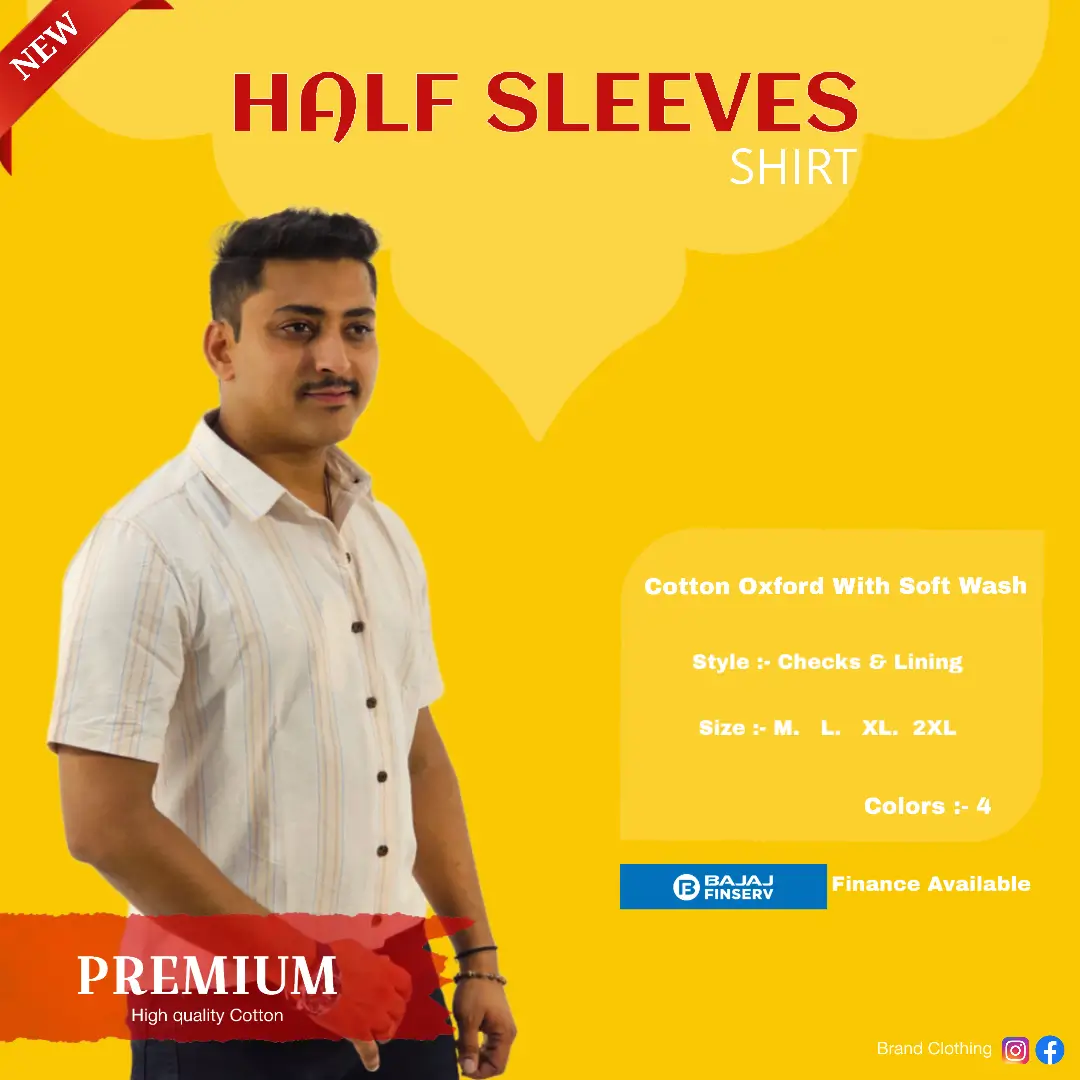 NEW
HALF SLEEVES
SHIRT
Cotton Oxford With Soft Wash
Style :- Checks & Lining
Size :- M. L. XL. 2XL
Colors :- 4
BAJAJ
FINSERV
Finance Available
PREMIUM
High quality Cotton
Brand Clothing